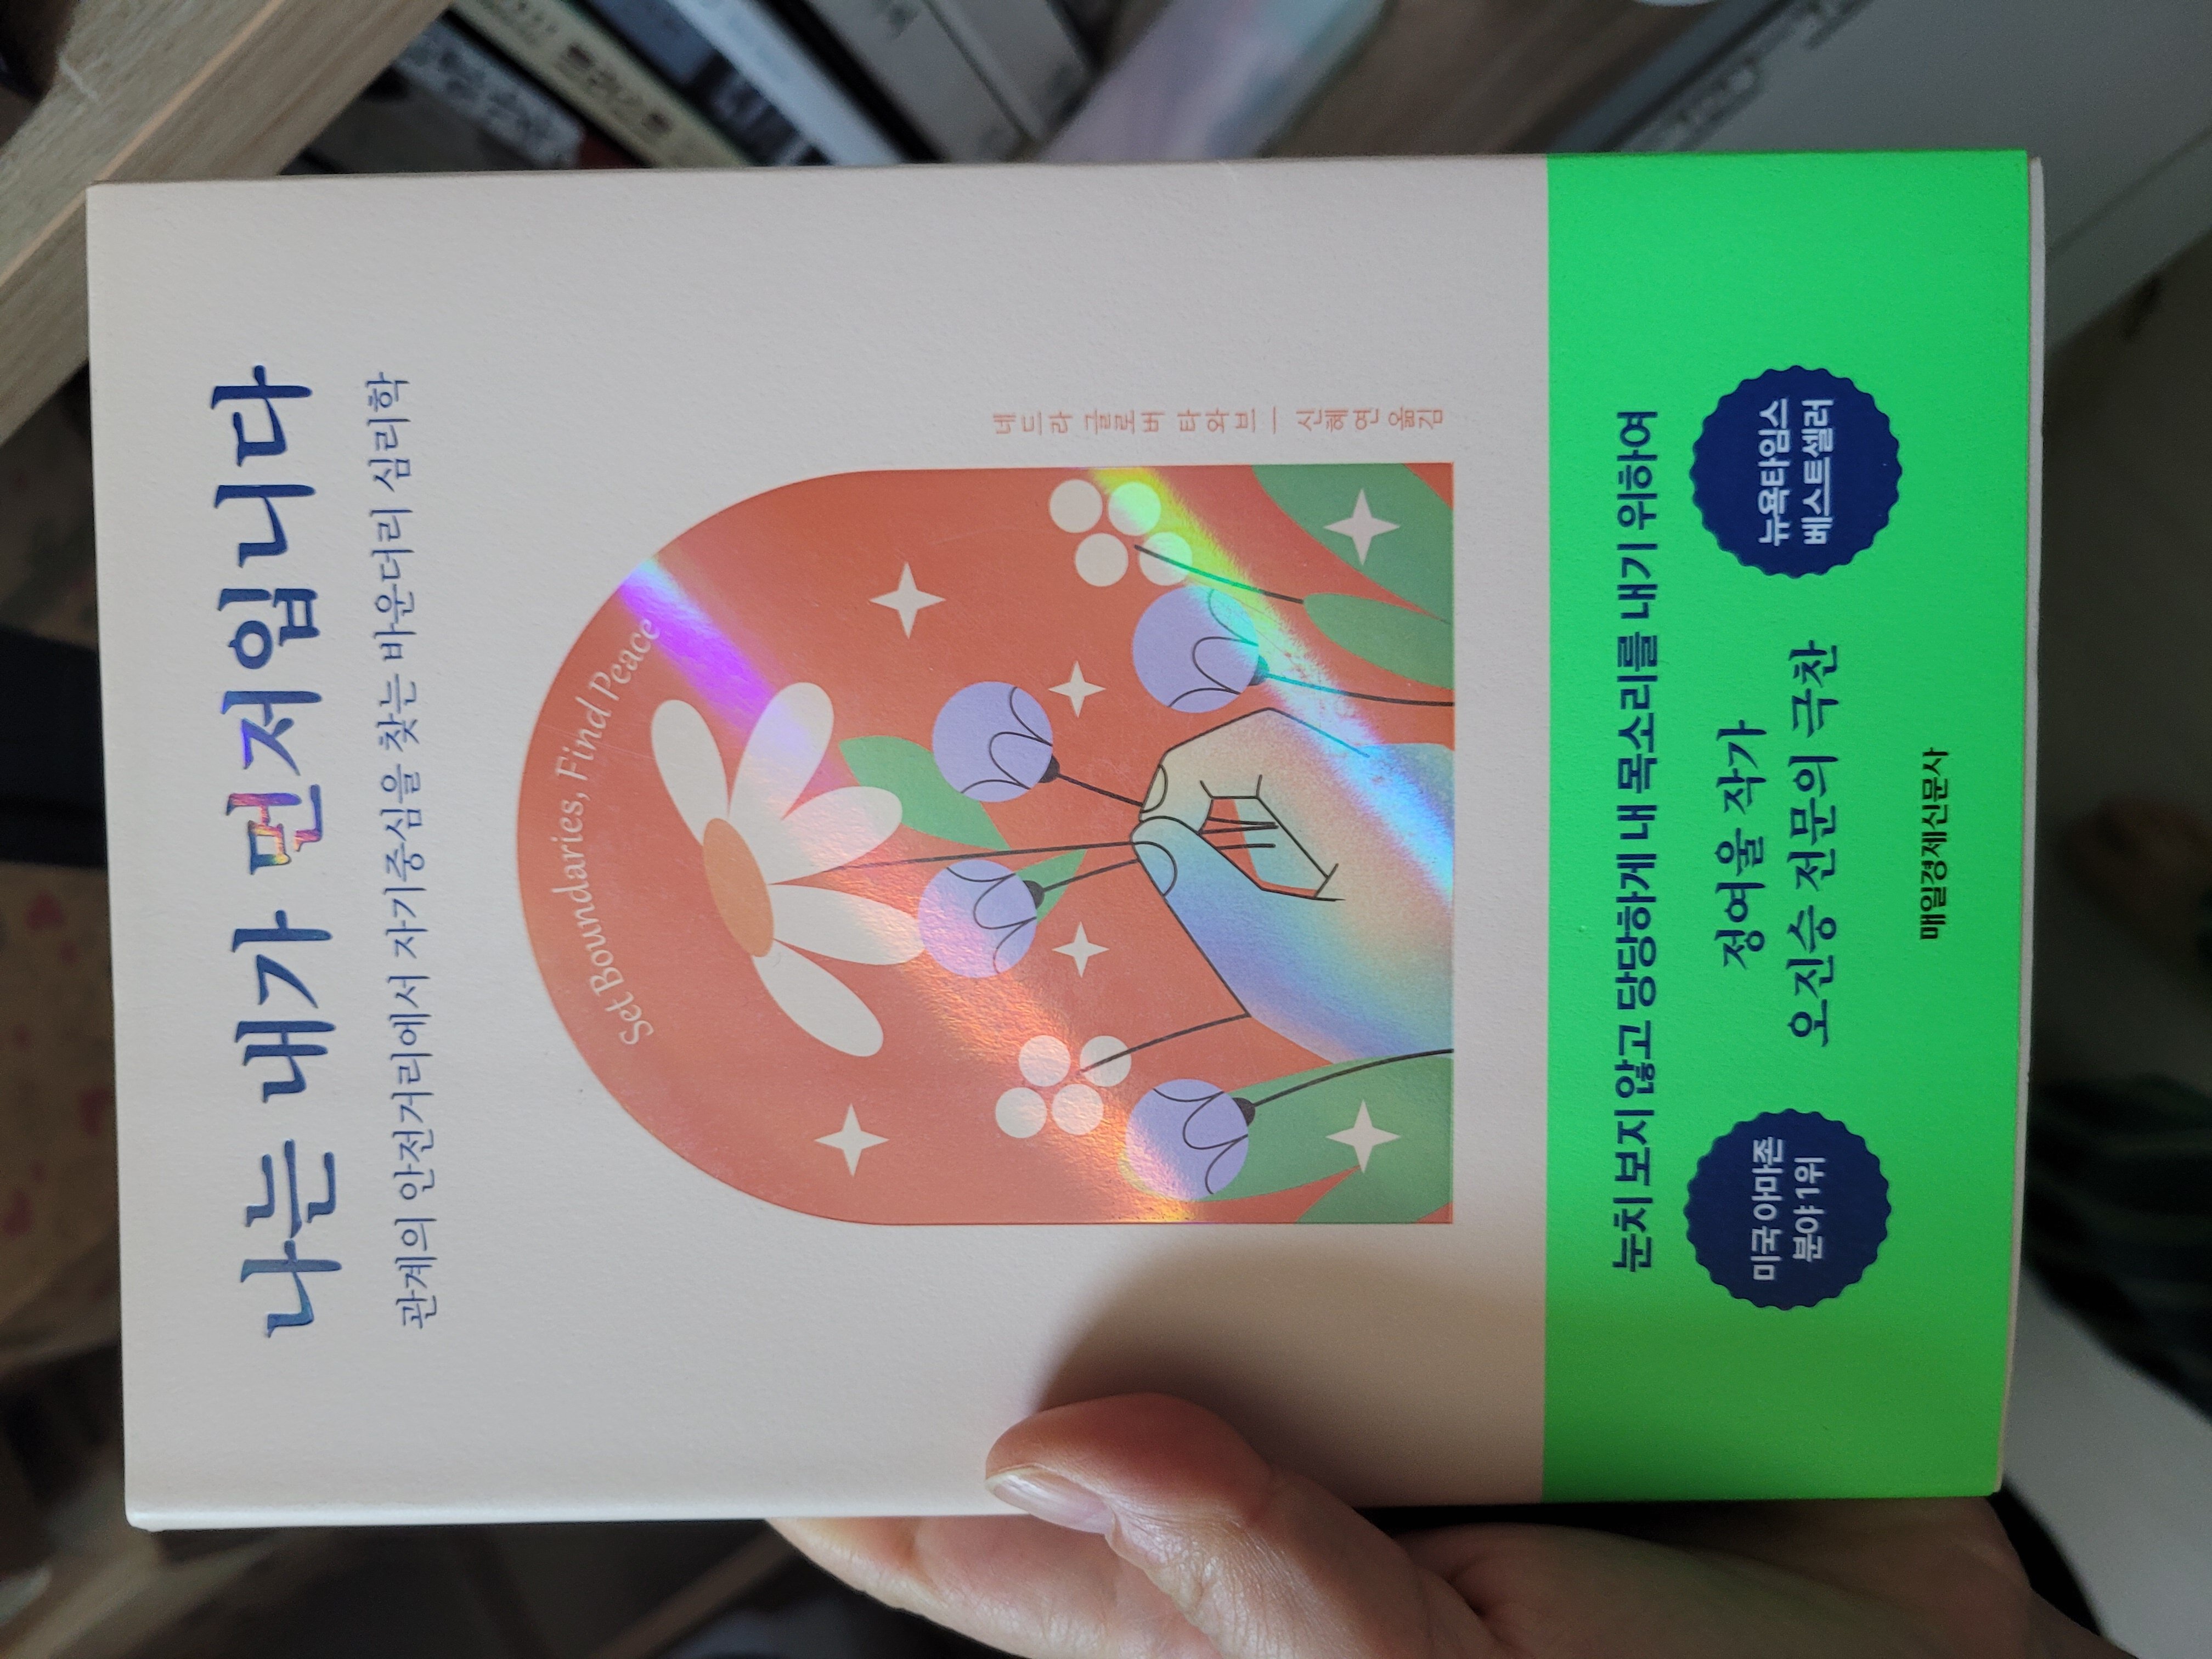 나는 내가 먼저입니다
관계의 안전거리에서 자기중심을 찾는 바운더리 심리학
Set Boundaries, Find Peace
네드라 글로버 타와브 — 신혜연 옮김
눈치 보지 않고 당당하게 내 목소리를 내기 위하여
미국 아마존
분야 1위
정여울 작가
오진승 전문의 극찬
뉴욕타임스
베스트셀러
매일경제신문사